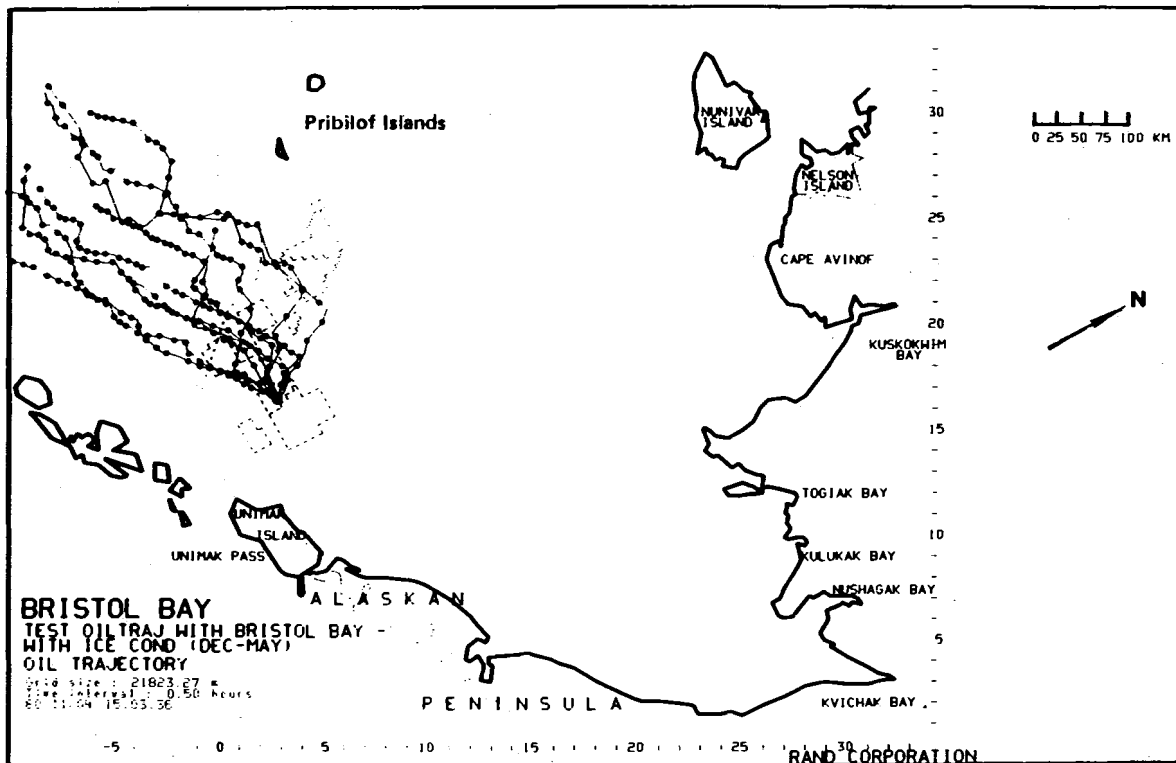 Pribilof Islands
NUNIVAK
ISLAND
30
0 25 50 75 100 KM
NELSON
ISLAND
25
CAPE AVINOF
N
20
KUSKOKWIM
BAY
15
TOGIAK BAY
10
UNIMAK
ISLAND
UNIMAK PASS
KULUKAK BAY
NUSHAGAK BAY
ALASKAN
BRISTOL BAY
TEST OILTRAJ WITH BRISTOL BAY -
WITH ICE COND (DEC-MAY)
OIL TRAJECTORY
Grid size : 21823.27 m
Time interval : 0.50 hours
5
PENINSULA
KVICHAK BAY
-5 0 5 10 15 20 25 30
RAND CORPORATION